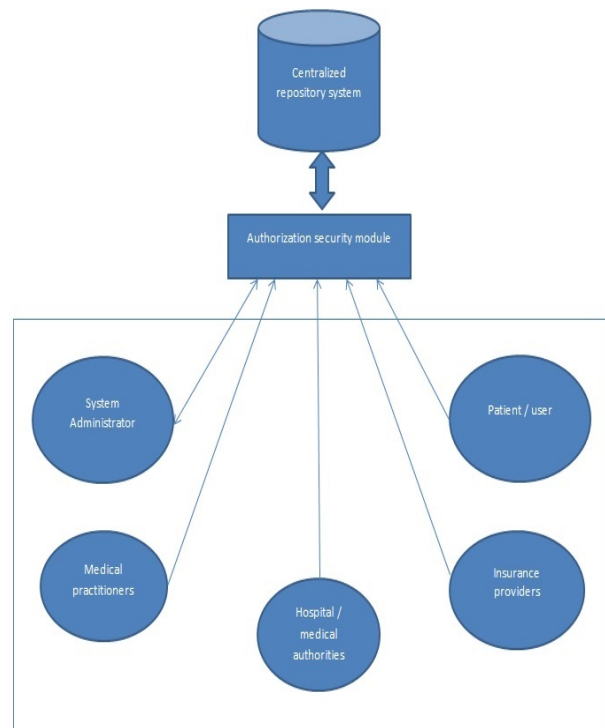 Centralized
repository system
Authorization security module
System
Administrator
Patient / user
Medical
practitioners
Insurance
providers
Hospital /
medical
authorities